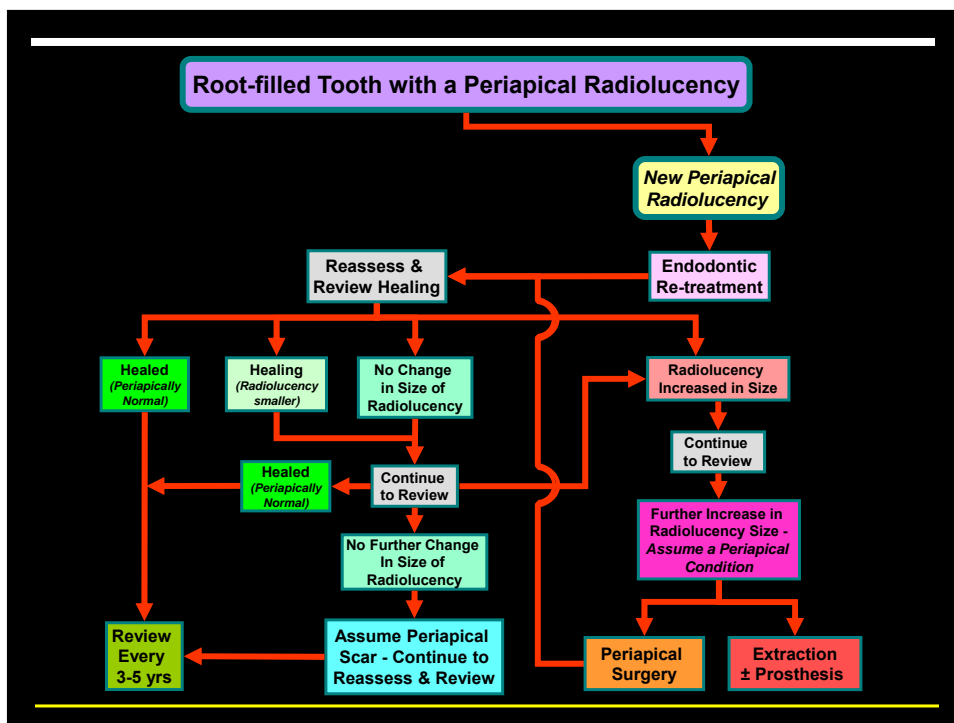 Root-filled Tooth with a Periapical Radiolucency
New Periapical
Radiolucency
Endodontic
Re-treatment
Reassess &
Review Healing
Healed
(Periapically
Normal)
Healing
(Radiolucency
smaller)
No Change
in Size of
Radiolucency
Radiolucency
Increased in Size
Continue
to Review
Healed
(Periapically
Normal)
Continue
to Review
Further Increase in
Radiolucency Size -
Assume a Periapical
Condition
No Further Change
In Size of
Radiolucency
Review
Every
3-5 yrs
Assume Periapical
Scar - Continue to
Reassess & Review
Periapical
Surgery
Extraction
± Prosthesis